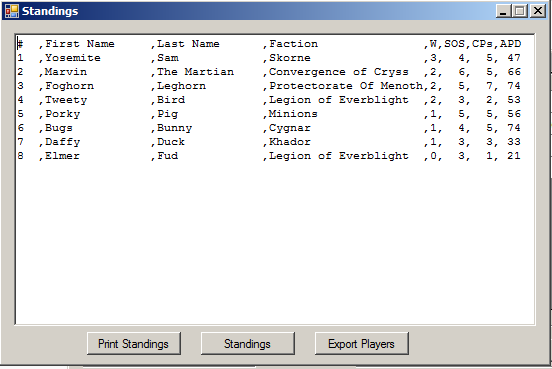 Standings
#  ,First Name     ,Last Name      ,Faction              ,W,SOS,CPs,APD
1  ,Yosemite       ,Sam            ,Skorne               ,3,  4,  5, 47
2  ,Marvin         ,The Martian    ,Convergence of Cryss  ,2,  6,  5, 66
3  ,Foghorn        ,Leghorn        ,Protectorate Of Menoth,2,  5,  7, 74
4  ,Tweety         ,Bird           ,Legion of Everblight  ,2,  3,  2, 53
5  ,Porky          ,Pig            ,Minions               ,1,  5,  5, 56
6  ,Bugs           ,Bunny          ,Cygnar                ,1,  4,  5, 74
7  ,Daffy          ,Duck           ,Khador                ,1,  3,  3, 33
8  ,Elmer          ,Fud            ,Legion of Everblight  ,0,  3,  1, 21
Print Standings Standings Export Players